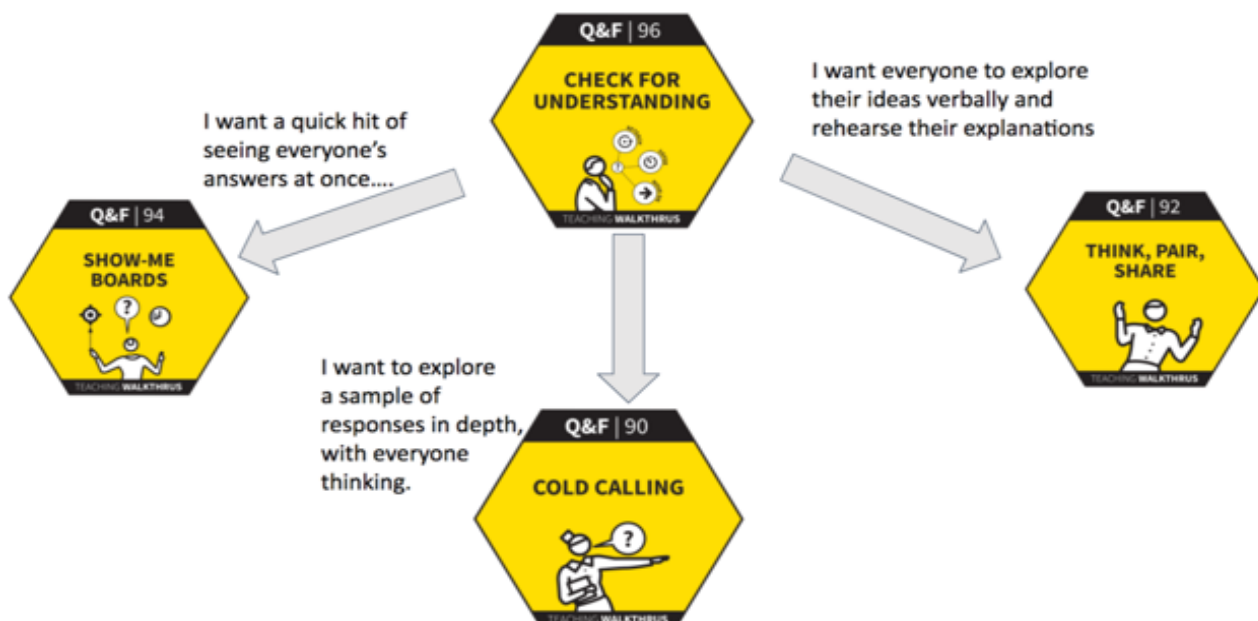 Q&F | 96
CHECK FOR
UNDERSTANDING
?
TEACHING WALKTHRUS
I want a quick hit of
seeing everyone's
answers at once....
I want everyone to explore
their ideas verbally and
rehearse their explanations
Q&F | 94
SHOW-ME
BOARDS
?
TEACHING WALKTHRUS
Q&F | 92
THINK, PAIR,
SHARE
TEACHING WALKTHRUS
I want to explore
a sample of
responses in depth,
with everyone
thinking.
Q&F | 90
COLD CALLING
?
TEACHING WALKTHRUS